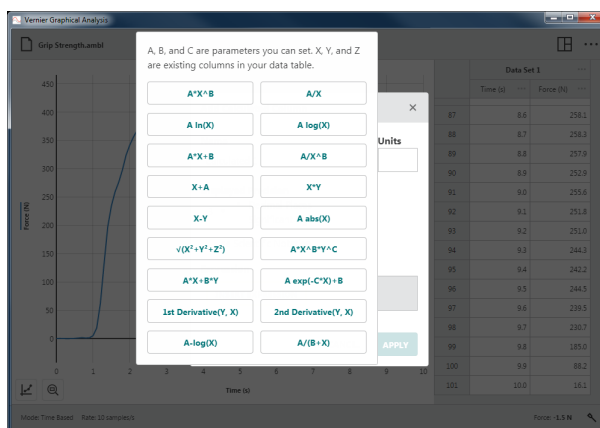 Vernier Graphical Analysis
Grip Strength.ambl
A, B, and C are parameters you can set. X, Y, and Z
are existing columns in your data table.
A*X^B
A/X
A ln(X)
A log(X)
A*X+B
A/X^B
X+A
X*Y
X-Y
A abs(X)
√(X²+Y²+Z²)
A*X^B*Y^C
A*X+B*Y
A exp(-C*X)+B
1st Derivative(Y, X)
2nd Derivative(Y, X)
A-log(X)
A/(B+X)
Units
APPLY
Force (N)
450
400
350
300
250
200
150
100
50
0
0 1 2 3 4 5 6 7 8 9 10
Time (s)
Data Set 1
Time (s) Force (N)
87 8.6 258.1
88 8.7 258.3
89 8.8 257.9
90 8.9 252.9
91 9.0 255.6
92 9.1 251.8
93 9.2 251.0
94 9.3 244.3
95 9.4 242.2
96 9.5 244.5
97 9.6 239.5
98 9.7 230.7
99 9.8 185.0
100 9.9 88.2
101 10.0 16.1
Mode: Time Based Rate: 10 samples/s
Force: -1.5 N